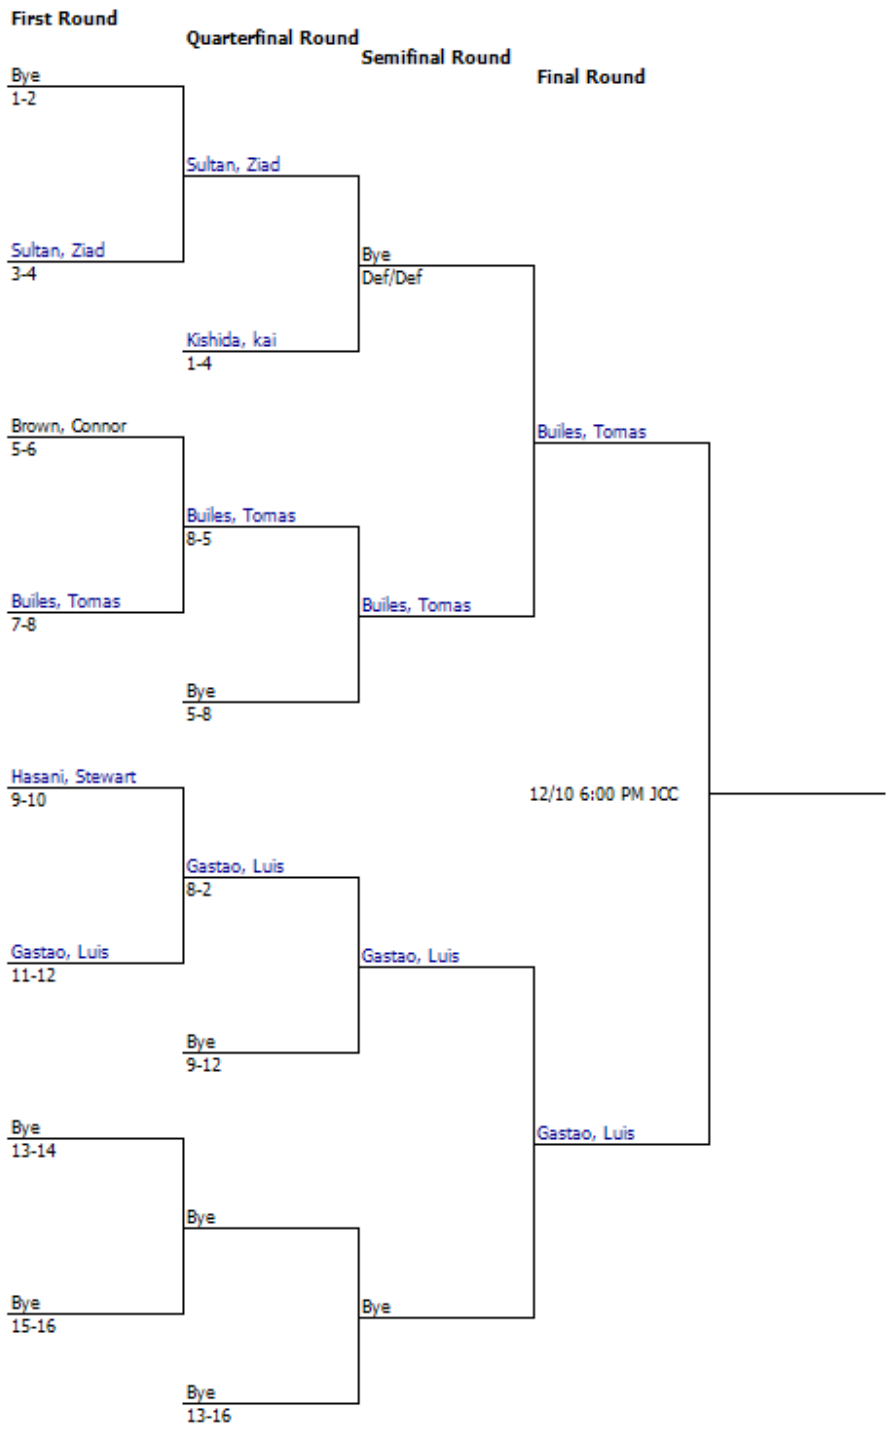 First Round
Quarterfinal Round
Semifinal Round
Final Round
Bye
1-2
Sultan, Ziad
Sultan, Ziad
3-4
Bye
Def/Def
Kishida, kai
1-4
Brown, Connor
5-6
Builes, Tomas
Builes, Tomas
8-5
Builes, Tomas
7-8
Builes, Tomas
Bye
5-8
Hasani, Stewart
9-10
12/10 6:00 PM JCC
Gastao, Luis
8-2
Gastao, Luis
11-12
Gastao, Luis
Bye
9-12
Bye
13-14
Gastao, Luis
Bye
Bye
15-16
Bye
Bye
13-16